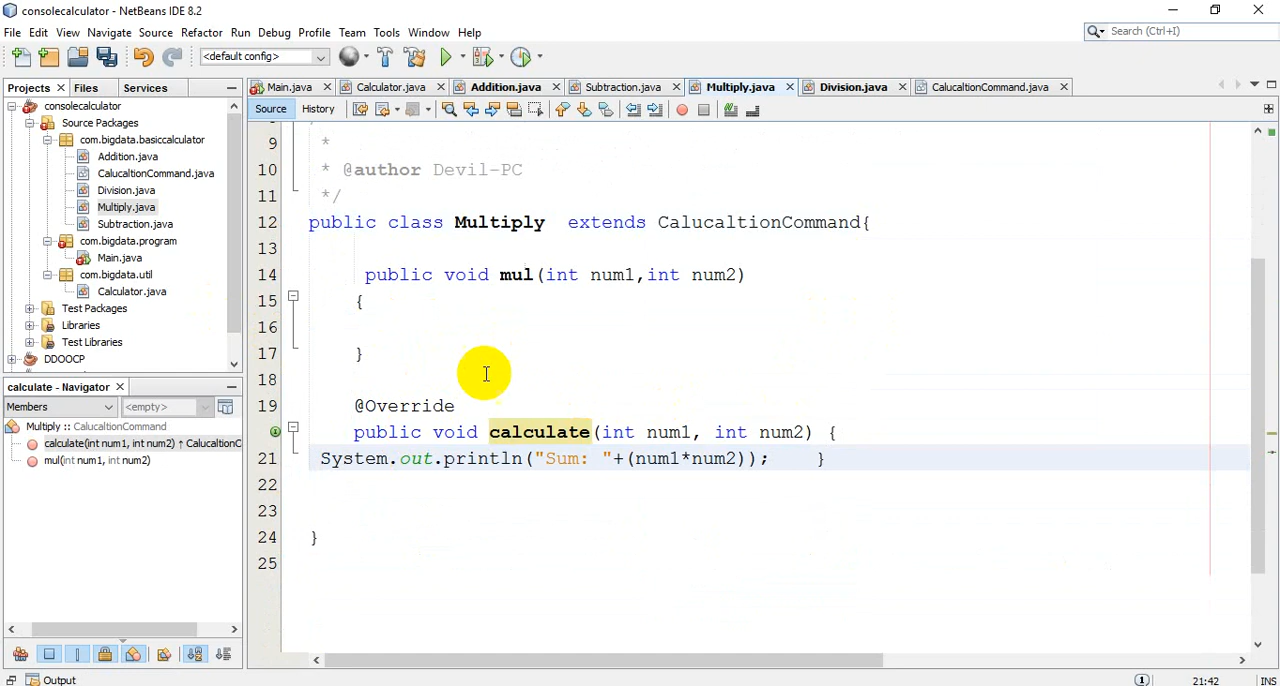 consolecalculator - NetBeans IDE 8.2
File Edit View Navigate Source Refactor Run Debug Profile Team Tools Window Help
Search (Ctrl+I)
<default config>
Projects Files Services
Main.java Calculator.java Addition.java Subtraction.java Multiply.java Division.java CalucaltionCommand.java
Source History
consolecalculator
Source Packages
com.bigdata.basiccalculator
Addition.java
CalucaltionCommand.java
Division.java
Multiply.java
Subtraction.java
com.bigdata.program
Main.java
com.bigdata.util
Calculator.java
Test Packages
Libraries
Test Libraries
DDOOCP
calculate - Navigator
Members <empty>
Multiply :: CalucaltionCommand
calculate(int num1, int num2) ↑ CalucaltionC
mul(int num1, int num2)
9 *
10 * @author Devil-PC
11 */
12 public class Multiply  extends CalucaltionCommand{
13
14 public void mul(int num1,int num2)
15 {
16
17 }
18
19 @Override
20 public void calculate(int num1, int num2) {
21 System.out.println("Sum: "+(num1*num2));    }
22
23
24 }
25
Output
1 21:42 INS